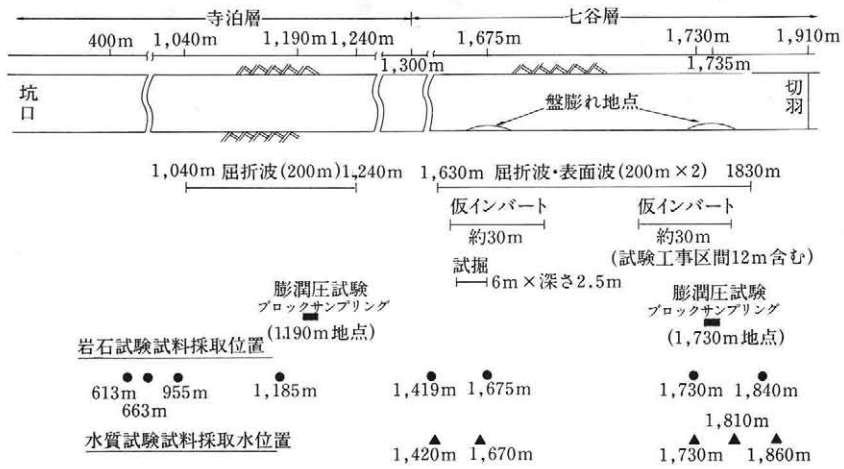 寺泊層 七谷層
400m 1,040m 1,190m 1,240m 1,675m 1,730m 1,910m
1,300m 1,735m
坑口 盤膨れ地点 切羽
1,040m 屈折波(200m) 1,240m 1,630m 屈折波・表面波(200m×2) 1830m
仮インバート 仮インバート
約30m 約30m
(試験工事区間12m含む)
試掘
6m×深さ2.5m
膨潤圧試験 膨潤圧試験
ブロックサンプリング ブロックサンプリング
(1190m地点) (1,730m地点)
岩石試験試料採取位置
613m 955m 1,185m 1,419m 1,675m 1,730m 1,840m
663m
1,810m
水質試験試料採取水位置
1,420m 1,670m 1,730m 1,860m